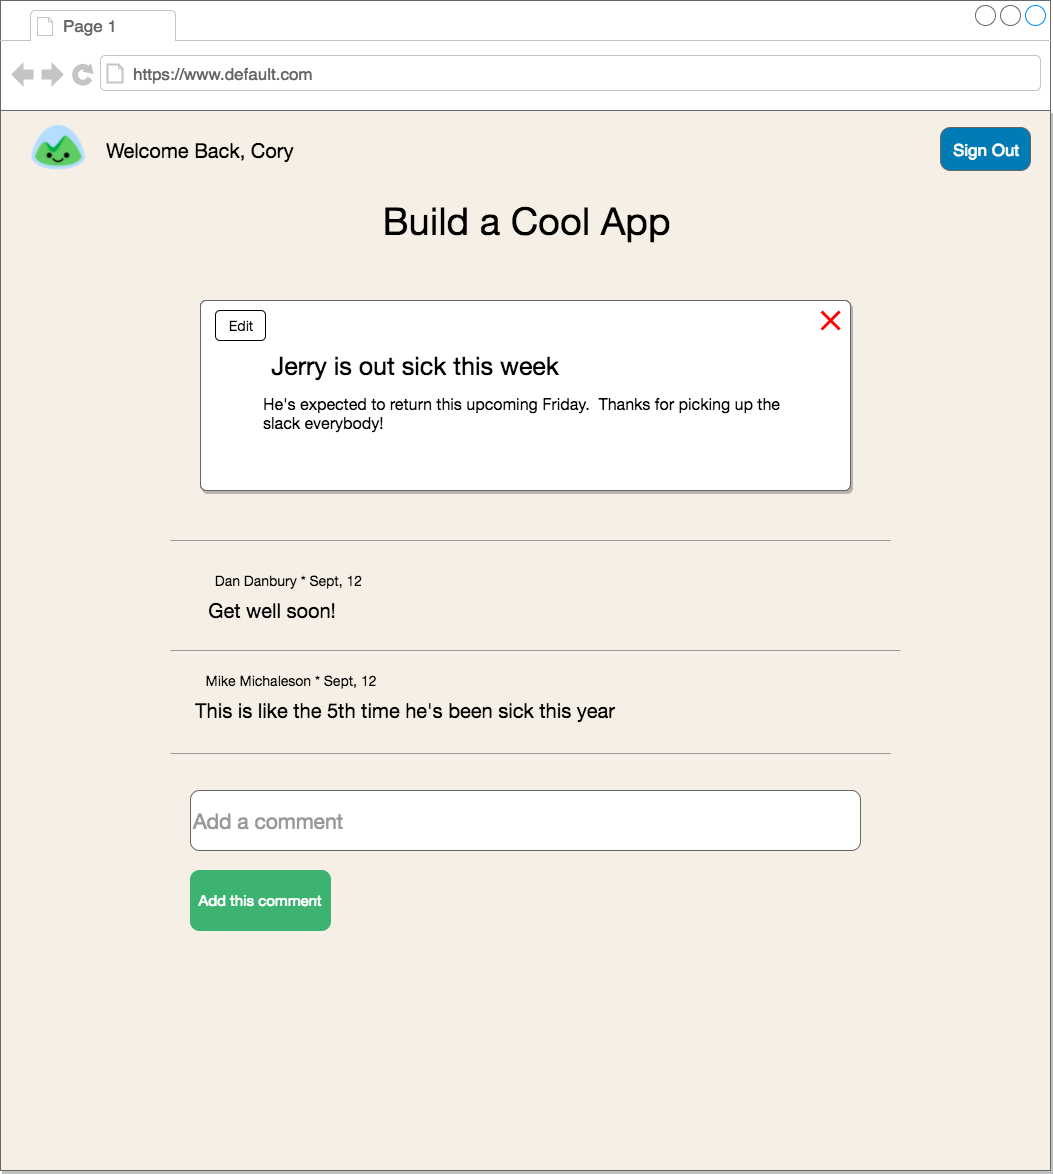 Page 1
https://www.default.com
Welcome Back, Cory
Sign Out
Build a Cool App
Edit
Jerry is out sick this week
He's expected to return this upcoming Friday.  Thanks for picking up the
slack everybody!
Dan Danbury * Sept, 12
Get well soon!
Mike Michaleson * Sept, 12
This is like the 5th time he's been sick this year
Add a comment
Add this comment